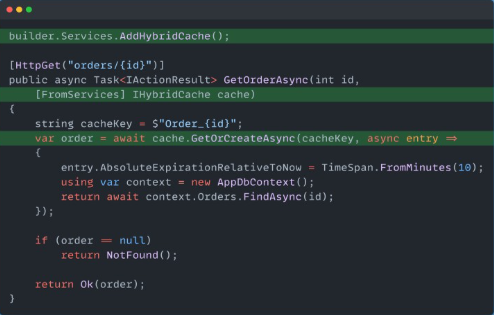 builder.Services.AddHybridCache();
[HttpGet("orders/{id}")]
public async Task<IActionResult> GetOrderAsync(int id,
    [FromServices] IHybridCache cache)
{
    string cacheKey = $"Order_{id}";
    var order = await cache.GetOrCreateAsync(cacheKey, async entry =>
    {
        entry.AbsoluteExpirationRelativeToNow = TimeSpan.FromMinutes(10);
        using var context = new AppDbContext();
        return await context.Orders.FindAsync(id);
    });
    if (order == null)
        return NotFound();
    return Ok(order);
}